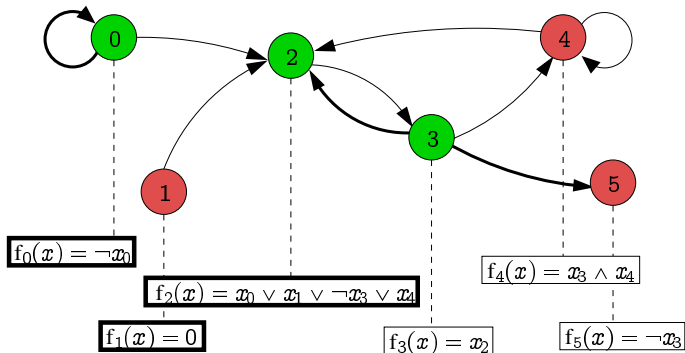 0
2
4
3
1
5
f₀(x) = ¬x₀
f₄(x) = x₃ ∧ x₄
f₂(x) = x₀ ∨ x₁ ∨ ¬x₃ ∨ x₄
f₁(x) = 0
f₃(x) = x₂
f₅(x) = ¬x₃